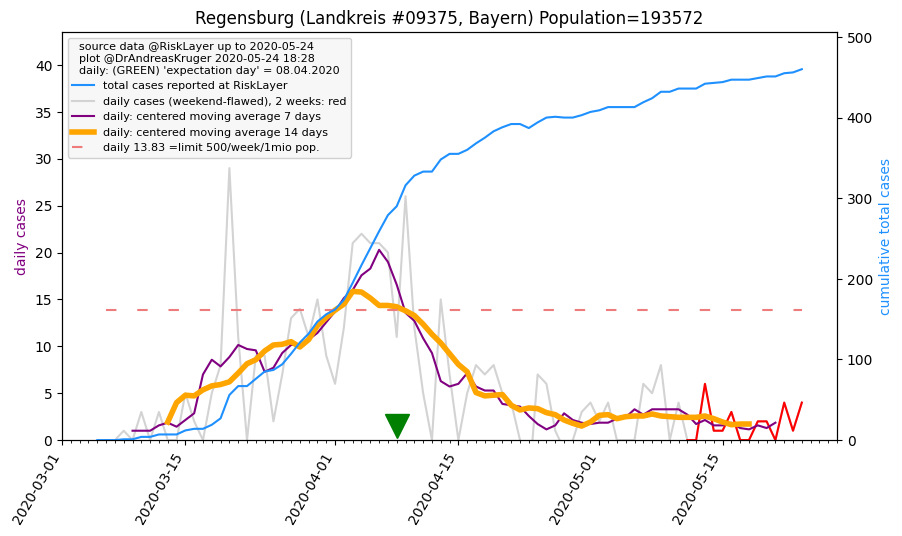 Regensburg (Landkreis #09375, Bayern) Population=193572
source data @RiskLayer up to 2020-05-24
plot @DrAndreasKruger 2020-05-24 18:28
daily: (GREEN) 'expectation day' = 08.04.2020
total cases reported at RiskLayer
daily cases (weekend-flawed), 2 weeks: red
daily: centered moving average 7 days
daily: centered moving average 14 days
daily 13.83 =limit 500/week/1mio pop.
daily cases
40
35
30
25
20
15
10
5
0
500
400
300
200
100
0
cumulative total cases
2020-03-01
2020-03-15
2020-04-01
2020-04-15
2020-05-01
2020-05-15